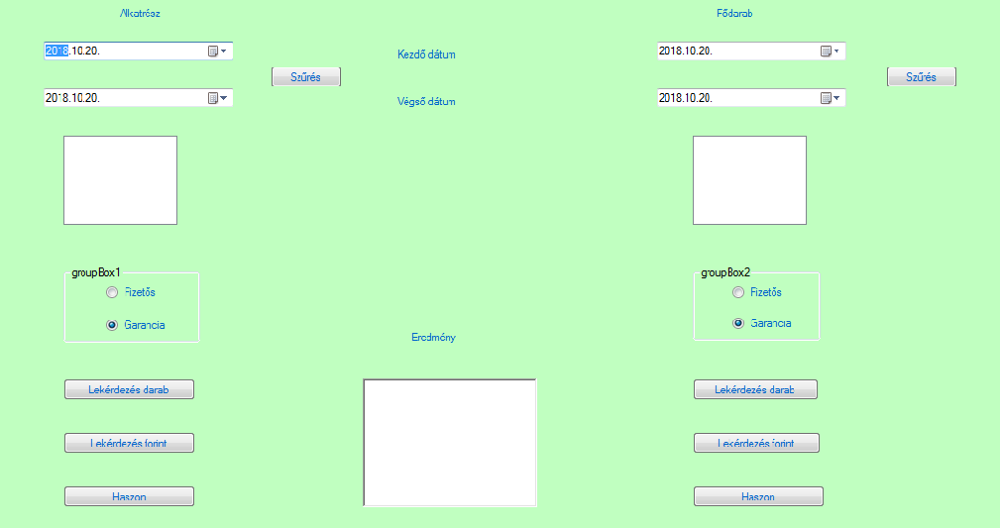 Alkatrész
Fődarab
2018.10.20.
Kezdő dátum
2018.10.20.
Szűrés
Szűrés
2018.10.20.
Végső dátum
2018.10.20.
groupBox1
groupBox2
Fizetős
Fizetős
Garancia
Garancia
Eredmény
Lekérdezés darab
Lekérdezés darab
Lekérdezés forint
Lekérdezés forint
Haszon
Haszon